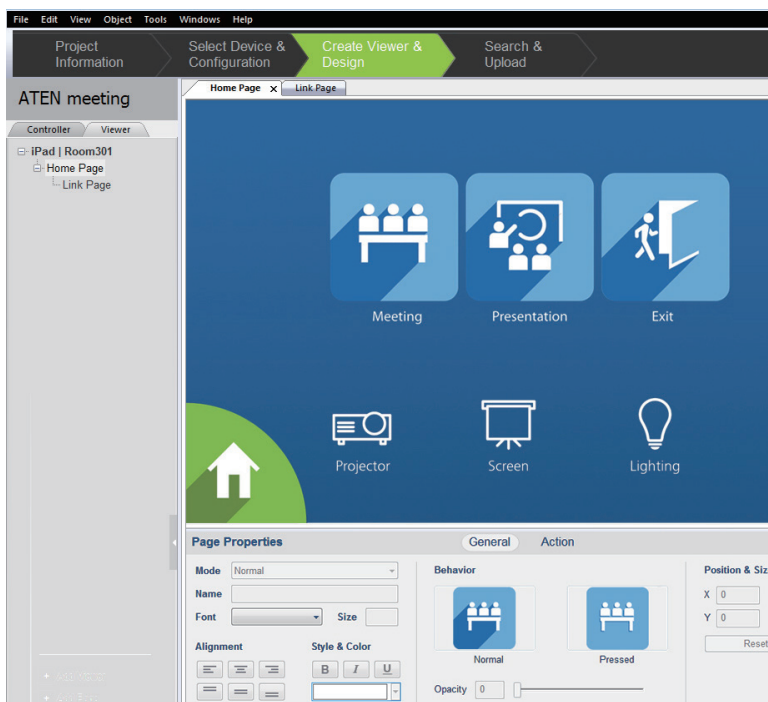 File Edit View Object Tools Windows Help
Project
Information
Select Device &
Configuration
Create Viewer &
Design
Search &
Upload
ATEN meeting
Home Page x
Link Page
Controller Viewer
iPad | Room301
Home Page
Link Page
Meeting Presentation Exit
Projector Screen Lighting
Page Properties
General Action
Mode Normal
Name
Font
Size
Alignment
Style & Color
B I U
Behavior
Normal Pressed
Opacity 0
Position & Siz
X 0
Y 0
Reset